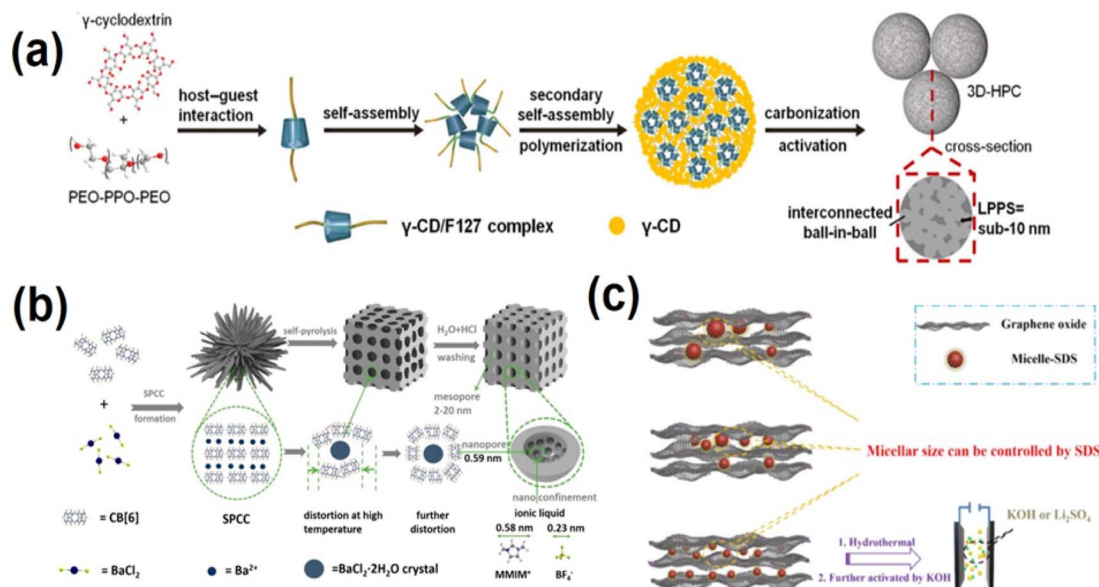 (a)
γ-cyclodextrin
+
PEO-PPO-PEO
host–guest
interaction
self-assembly
secondary
self-assembly
polymerization
carbonization
activation
3D-HPC
cross-section
interconnected
ball-in-ball
LPPS=
sub-10 nm
γ-CD/F127 complex
γ-CD
(b)
+
SPCC
formation
self-pyrolysis
H₂O+HCl
washing
mesopore
2-20 nm
nanopore
0.59 nm
nano confinement
SPCC
distortion at high
temperature
further
distortion
ionic liquid
0.58 nm
0.23 nm
MMIM⁺
BF₄⁻
= CB[6]
= BaCl₂
= Ba²⁺
=BaCl₂·2H₂O crystal
(c)
Graphene oxide
Micelle-SDS
Micellar size can be controlled by SDS
1. Hydrothermal
2. Further activated by KOH
KOH or Li₂SO₄